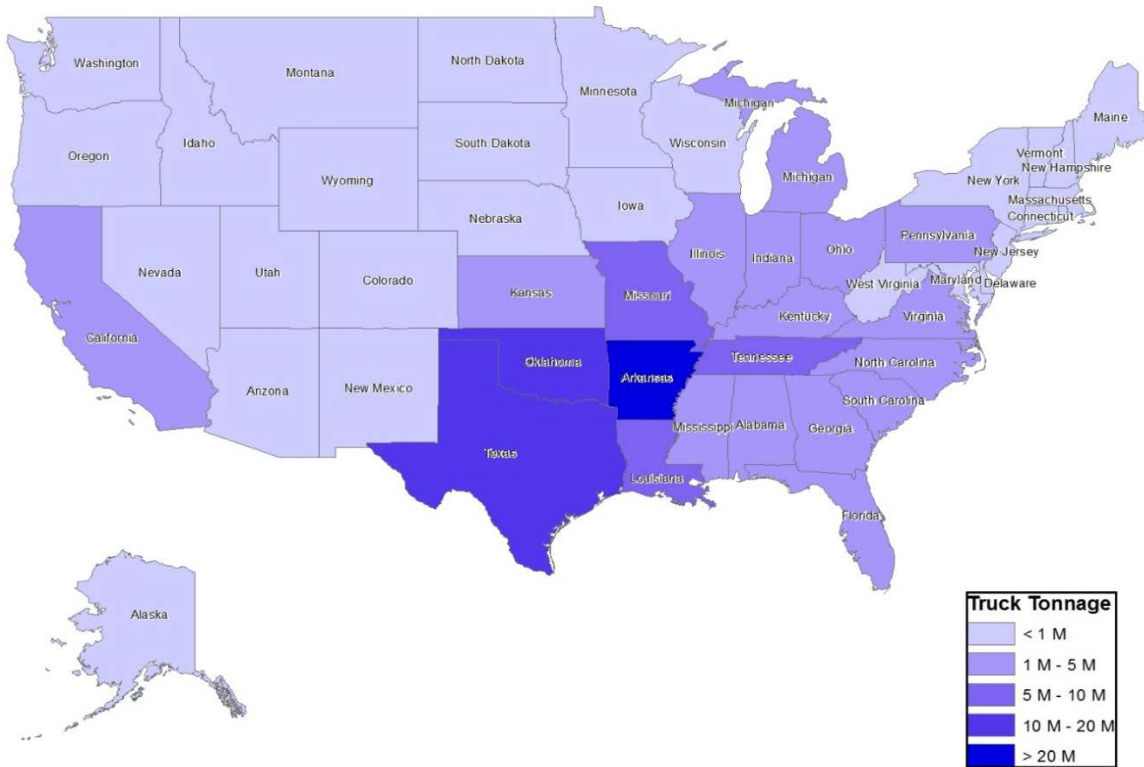 Washington
Montana
North Dakota
Minnesota
Michigan
Maine
Oregon
Idaho
South Dakota
Wisconsin
Vermont
New Hampshire
Wyoming
Michigan
New York
Massachusetts
Iowa
Connecticut
Nebraska
Pennsylvania
New Jersey
Nevada
Utah
Colorado
Illinois
Indiana
Ohio
West Virginia
Maryland
Delaware
Kansas
Missouri
Kentucky
Virginia
California
Oklahoma
Tennessee
North Carolina
Arizona
New Mexico
Arkansas
South Carolina
Mississippi
Alabama
Georgia
Texas
Louisiana
Florida
Alaska
Truck Tonnage
< 1 M
1 M - 5 M
5 M - 10 M
10 M - 20 M
> 20 M